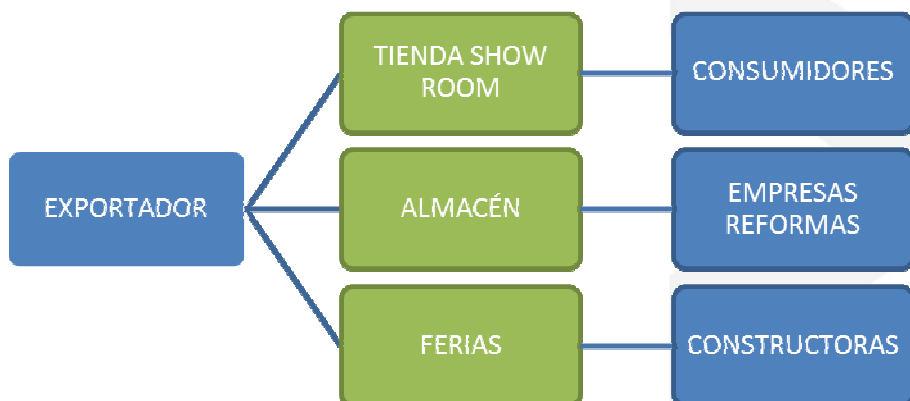 TIENDA SHOW
ROOM
CONSUMIDORES
EXPORTADOR
ALMACÉN
EMPRESAS
REFORMAS
FERIAS
CONSTRUCTORAS